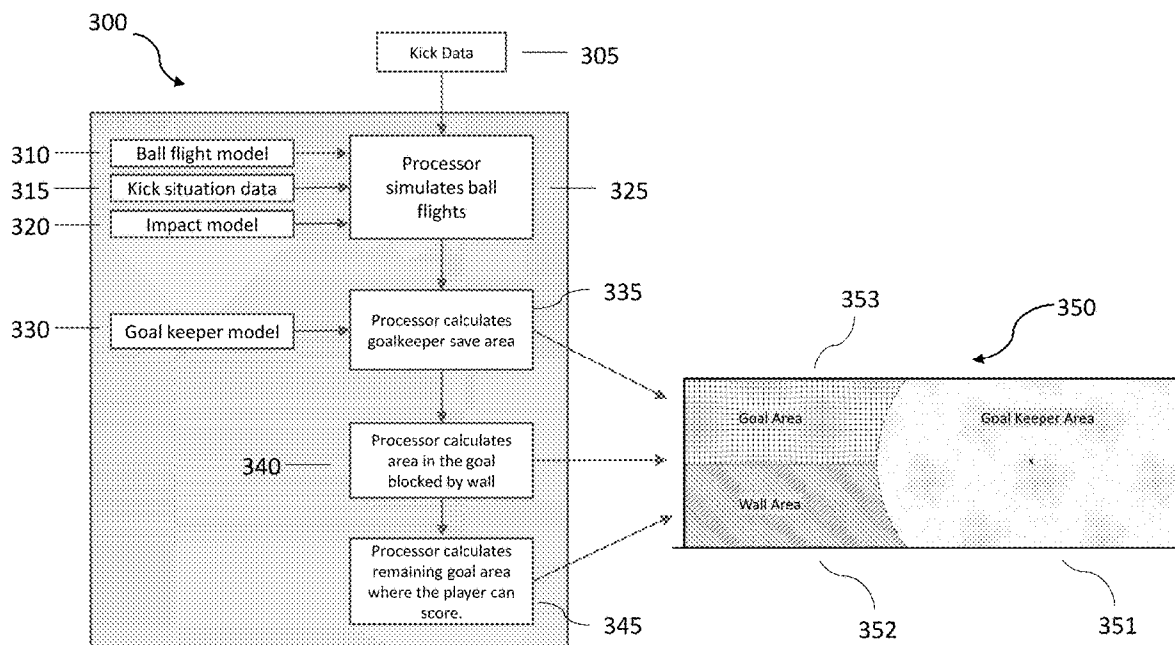 300
Kick Data
305
310
Ball flight model
315
Kick situation data
320
Impact model
Processor
simulates ball
flights
325
330
Goal keeper model
Processor calculates
goalkeeper save area
335
340
Processor calculates
area in the goal
blocked by wall
Processor calculates
remaining goal area
where the player can
score.
345
353
350
Goal Area
Goal Keeper Area
x
Wall Area
352
351